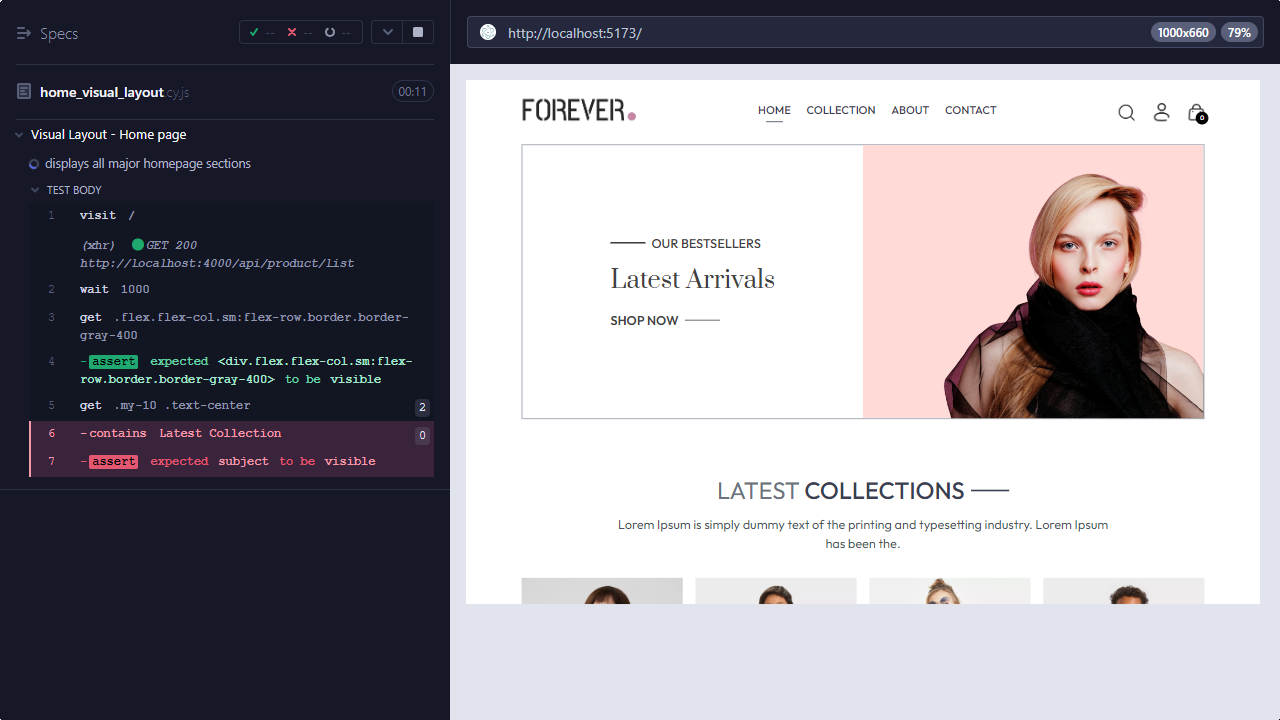 Specs
--
--
--
home_visual_layout.cy.js
00:11
Visual Layout - Home page
displays all major homepage sections
TEST BODY
1 visit /
(xhr) GET 200
http://localhost:4000/api/product/list
2 wait 1000
3 get .flex.flex-col.sm:flex-row.border.border-
gray-400
4 -assert expected <div.flex.flex-col.sm:flex-
row.border.border-gray-400> to be visible
5 get .my-10 .text-center 2
6 -contains Latest Collection 0
7 -assert expected subject to be visible
http://localhost:5173/
1000x660
79%
FOREVER.
HOME COLLECTION ABOUT CONTACT
0
OUR BESTSELLERS
Latest Arrivals
SHOP NOW
LATEST COLLECTIONS
Lorem Ipsum is simply dummy text of the printing and typesetting industry. Lorem Ipsum
has been the.